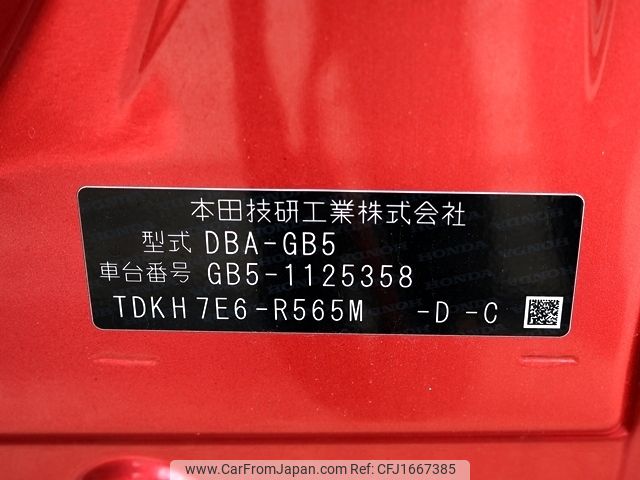 本田技研工業株式会社
型式 DBA-GB5
車台番号 GB5-1125358
TDKH7E6-R565M -D -C
www.CarFromJapan.com CFJ1667385